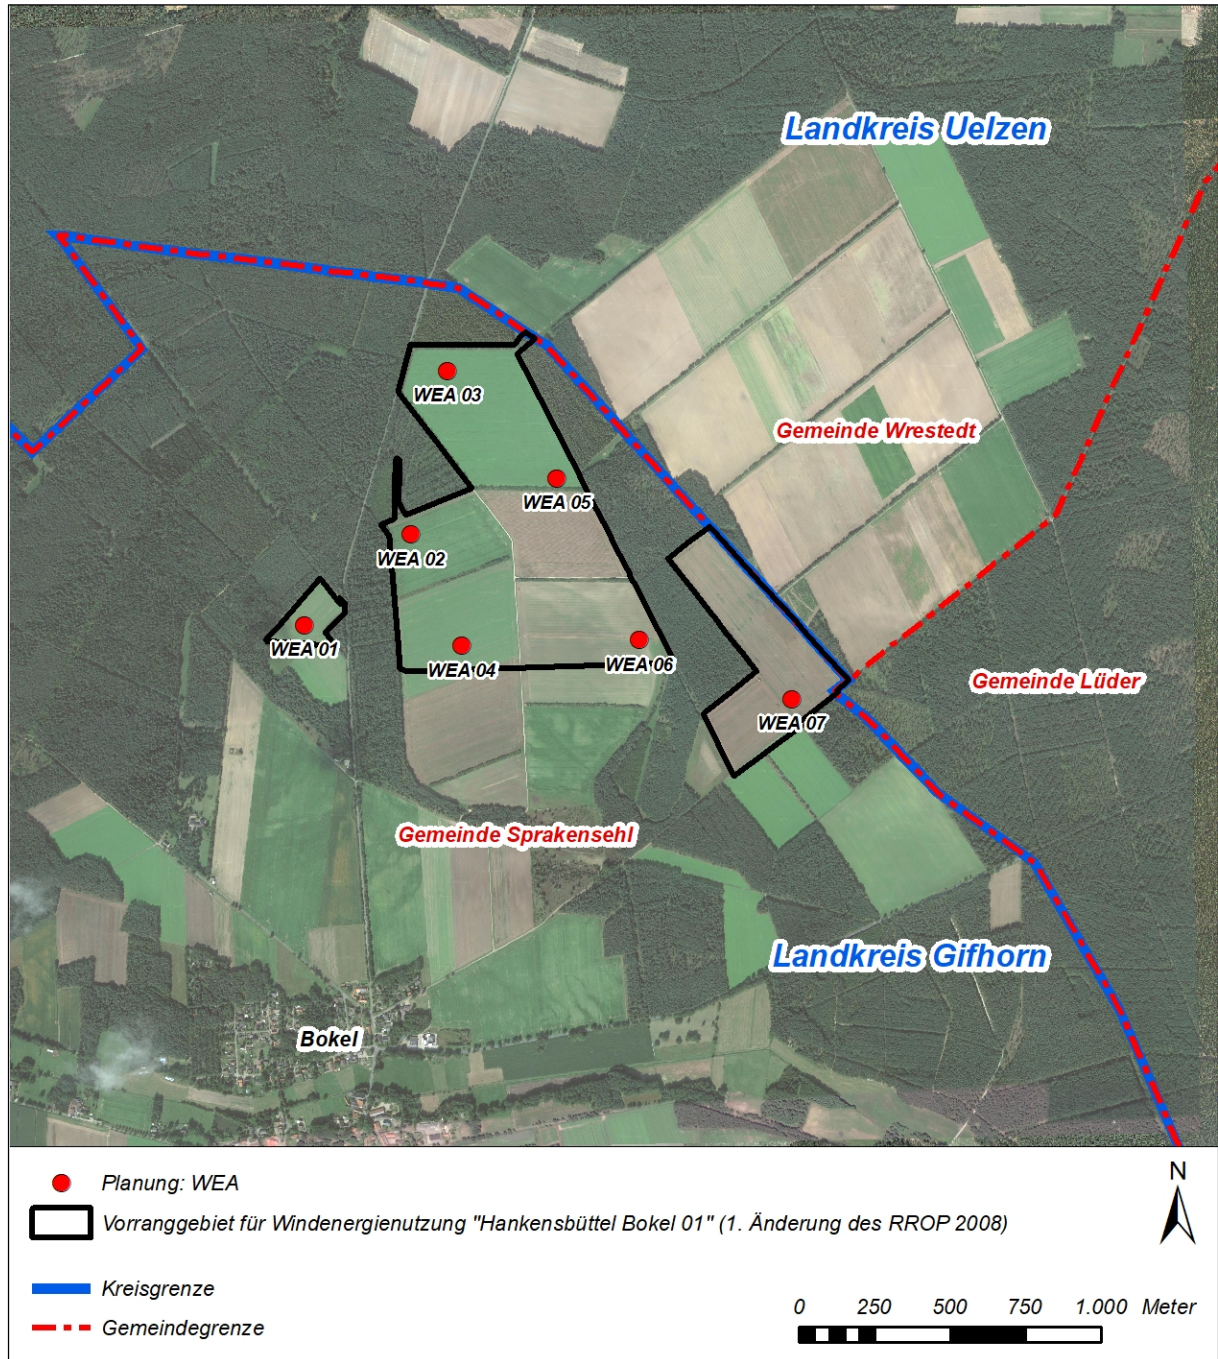 Landkreis Uelzen
WEA 03
Gemeinde Wrestedt
WEA 05
WEA 02
WEA 01
WEA 04
WEA 06
Gemeinde Lüder
WEA 07
Gemeinde Sprakensehl
Landkreis Gifhorn
Bokel
Planung: WEA
Vorranggebiet für Windenergienutzung "Hankensbüttel Bokel 01" (1. Änderung des RROP 2008)
Kreisgrenze
Gemeindegrenze
N
0 250 500 750 1.000 Meter